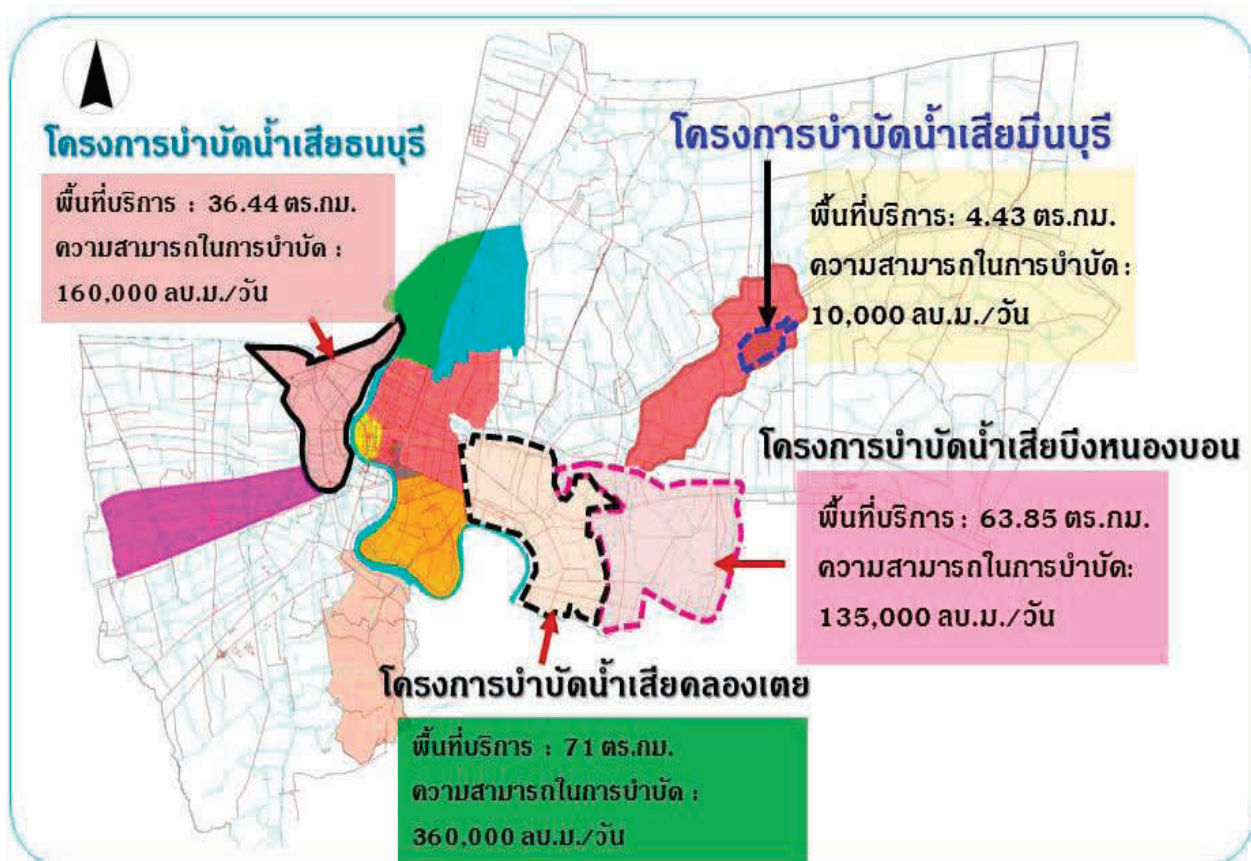 โครงการบำบัดน้ำเสียธนบุรี
พื้นที่บริการ : 36.44 ตร.กม.
ความสามารถในการบำบัด :
160,000 ลบ.ม./วัน
โครงการบำบัดน้ำเสียมีนบุรี
พื้นที่บริการ: 4.43 ตร.กม.
ความสามารถในการบำบัด :
10,000 ลบ.ม./วัน
โครงการบำบัดน้ำเสียบึงหนองบอน
พื้นที่บริการ : 63.85 ตร.กม.
ความสามารถในการบำบัด:
135,000 ลบ.ม./วัน
โครงการบำบัดน้ำเสียคลองเตย
พื้นที่บริการ : 71 ตร.กม.
ความสามารถในการบำบัด :
360,000 ลบ.ม./วัน